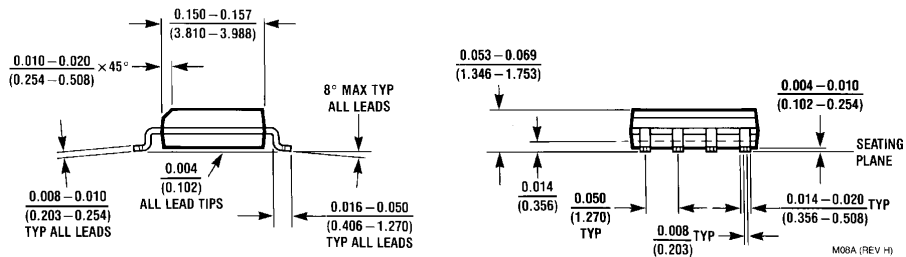 0.150 – 0.157
(3.810 – 3.988)
0.010 – 0.020 × 45°
(0.254 – 0.508)
8° MAX TYP
ALL LEADS
0.004
(0.102)
ALL LEAD TIPS
0.008 – 0.010
(0.203 – 0.254)
TYP ALL LEADS
0.016 – 0.050
(0.406 – 1.270)
TYP ALL LEADS
0.053 – 0.069
(1.346 – 1.753)
0.004 – 0.010
(0.102 – 0.254)
SEATING
PLANE
0.014
(0.356)
0.050
(1.270)
TYP
0.008 TYP
(0.203)
0.014 – 0.020 TYP
(0.356 – 0.508)
M08A (REV H)